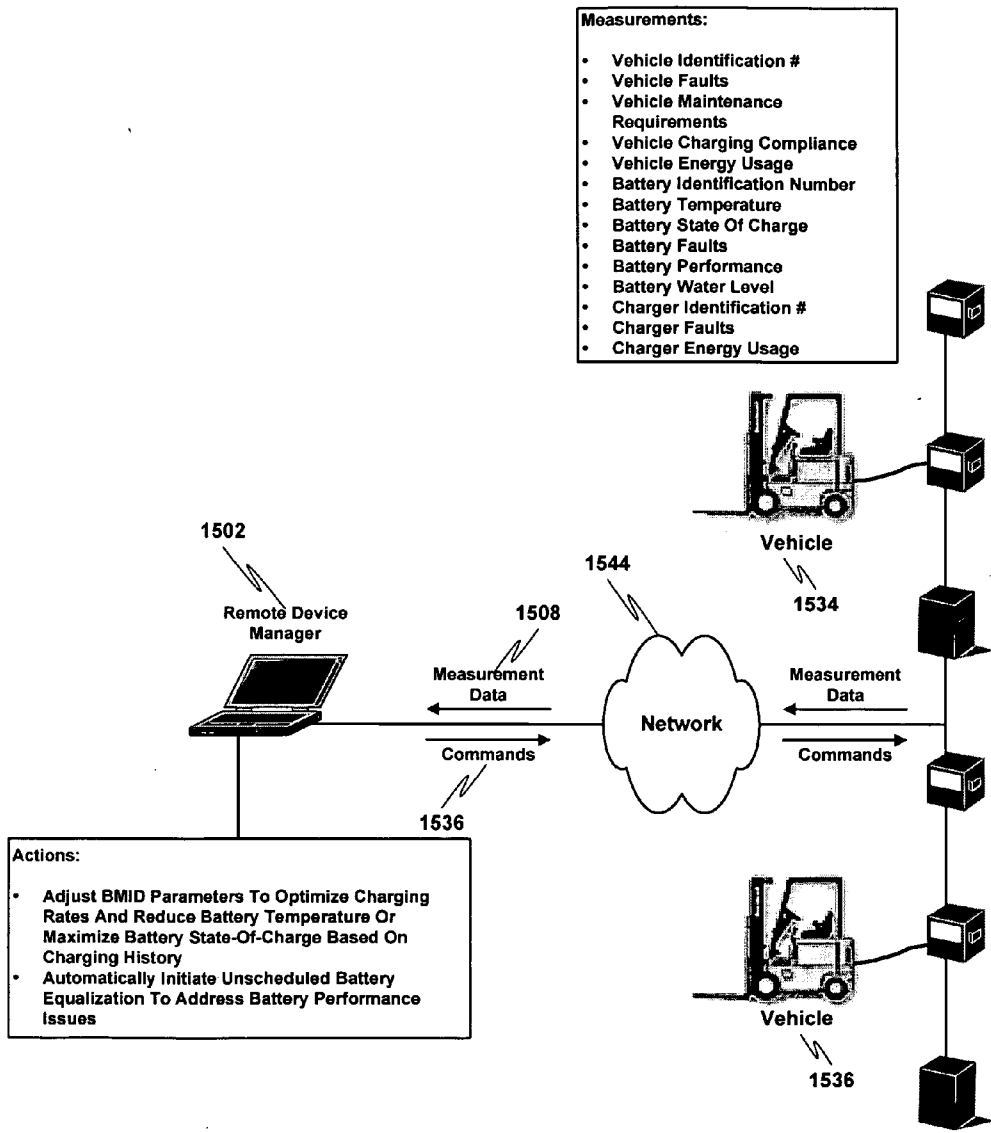 Measurements:
• Vehicle Identification #
• Vehicle Faults
• Vehicle Maintenance
Requirements
• Vehicle Charging Compliance
• Vehicle Energy Usage
• Battery Identification Number
• Battery Temperature
• Battery State Of Charge
• Battery Faults
• Battery Performance
• Battery Water Level
• Charger Identification #
• Charger Faults
• Charger Energy Usage
Vehicle
1534
1502
Remote Device
Manager
1508
1544
Measurement
Data
Commands
1536
Network
Measurement
Data
Commands
Actions:
• Adjust BMID Parameters To Optimize Charging
Rates And Reduce Battery Temperature Or
Maximize Battery State-Of-Charge Based On
Charging History
• Automatically Initiate Unscheduled Battery
Equalization To Address Battery Performance
Issues
Vehicle
1536